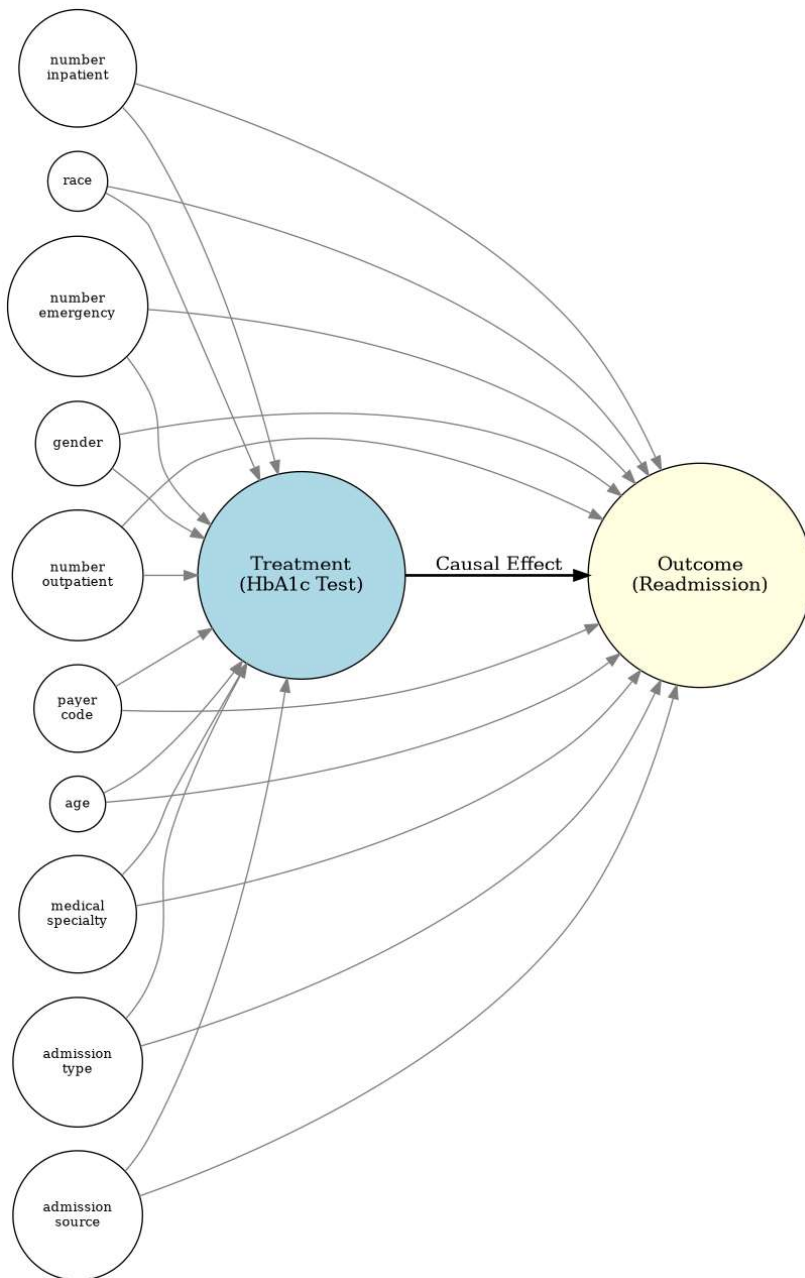 number
inpatient
race
number
emergency
gender
number
outpatient
Treatment
(HbA1c Test)
Causal Effect
Outcome
(Readmission)
payer
code
age
medical
specialty
admission
type
admission
source